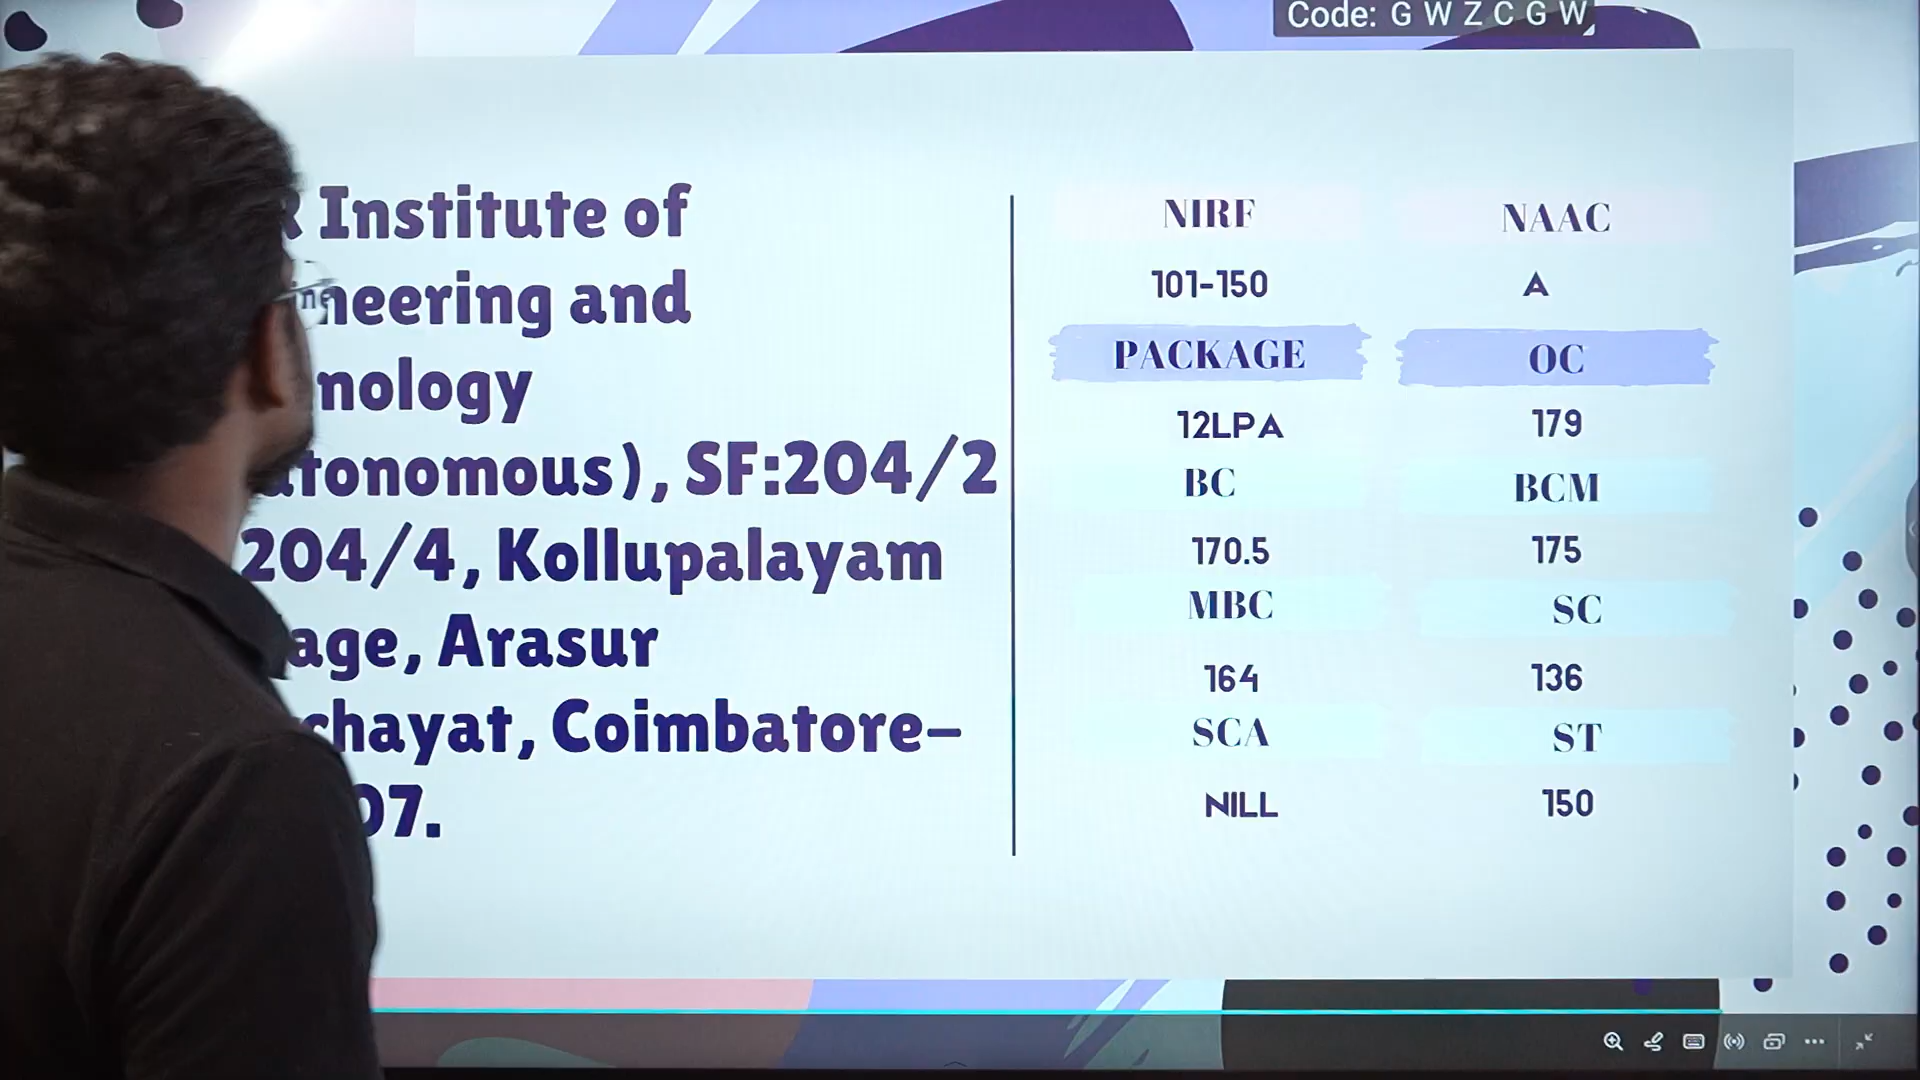 Code: G W Z C G W
Institute of
neering and
nology
tonomous), SF:204/2
204/4, Kollupalayam
age, Arasur
chayat, Coimbatore-
07.
NIRF NAAC
101-150 A
PACKAGE OC
12LPA 179
BC BCM
170.5 175
MBC SC
164 136
SCA ST
NILL 150